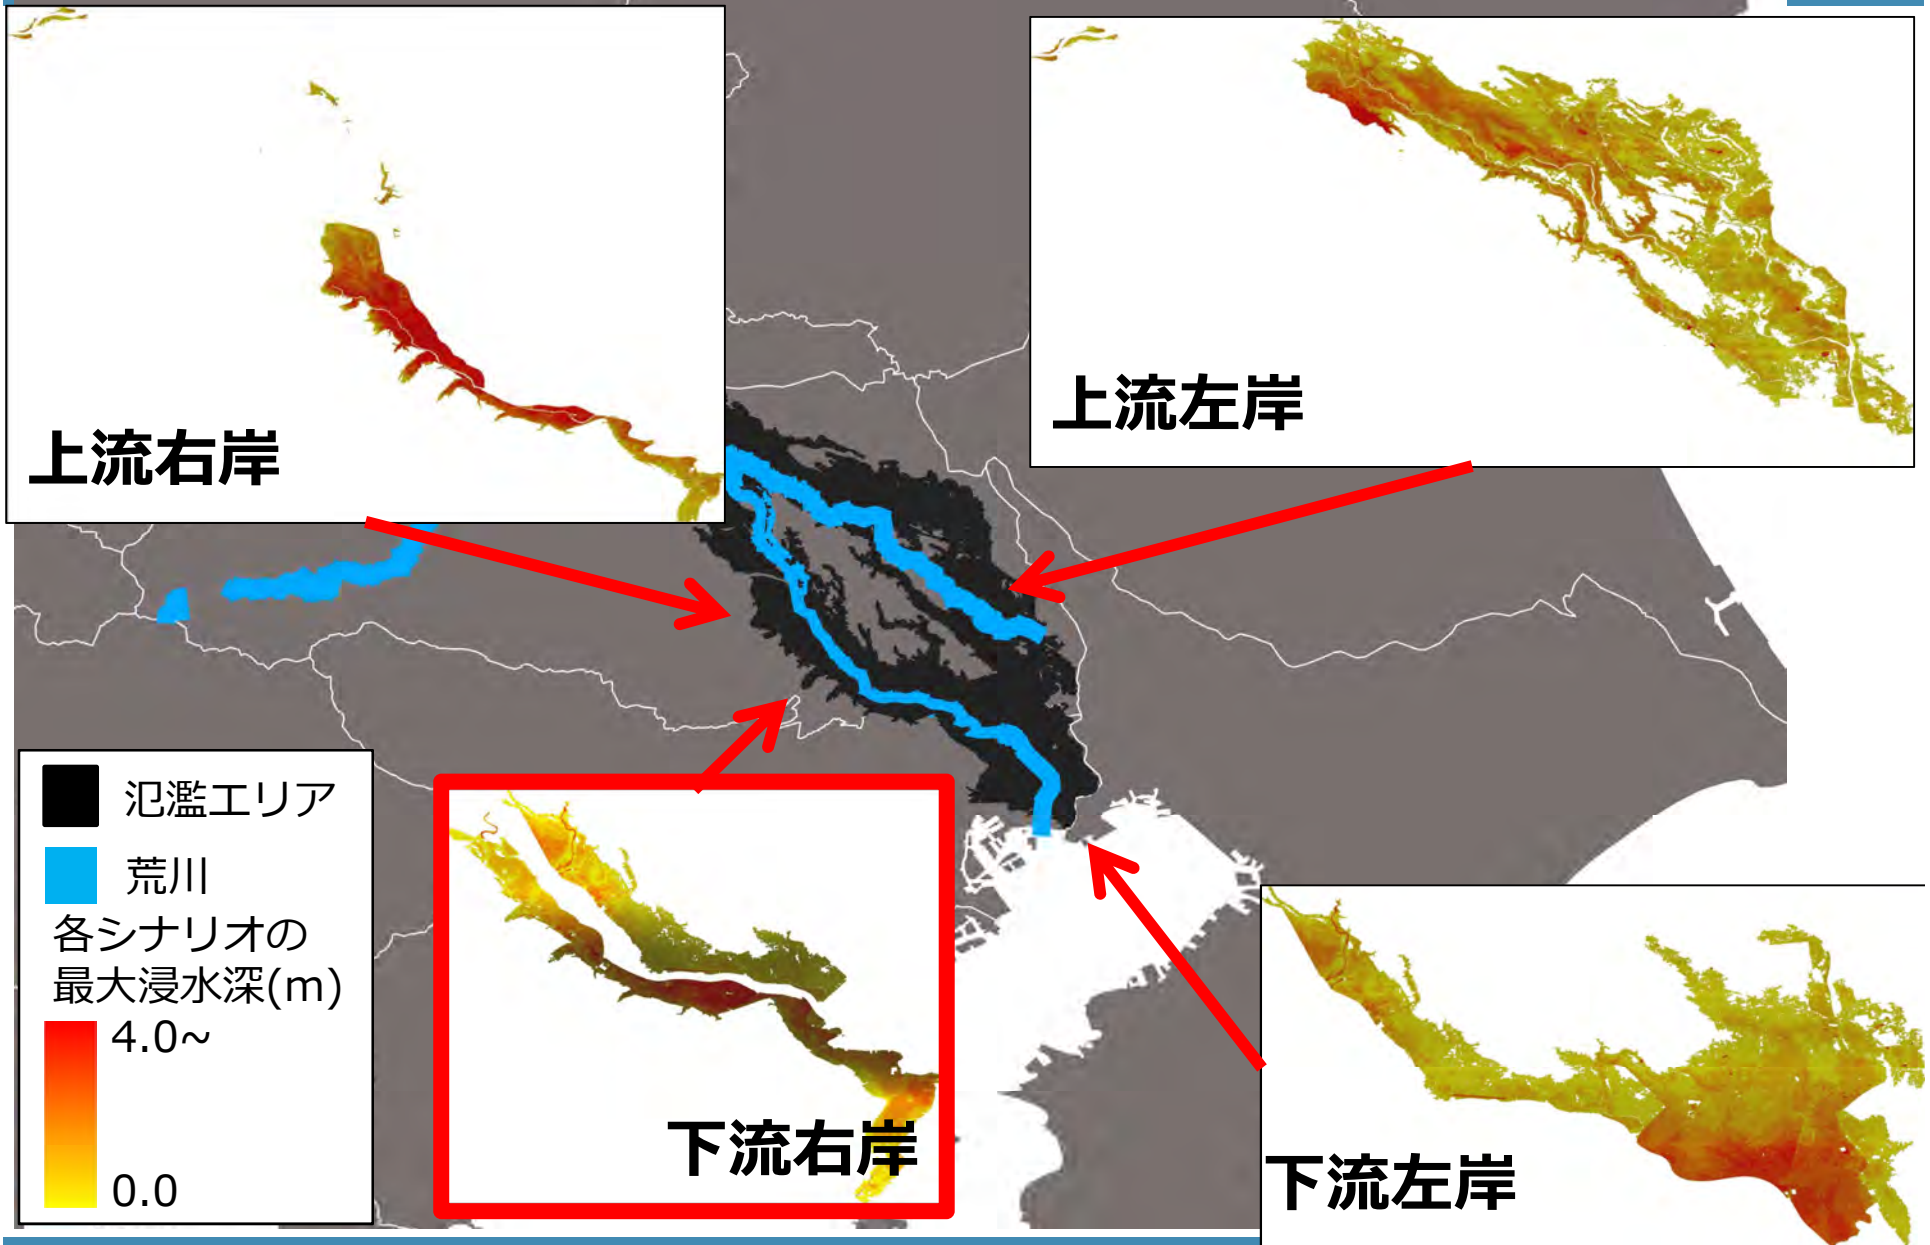 上流右岸
上流左岸
氾濫エリア
荒川
各シナリオの
最大浸水深(m)
4.0~
0.0
下流右岸
下流左岸